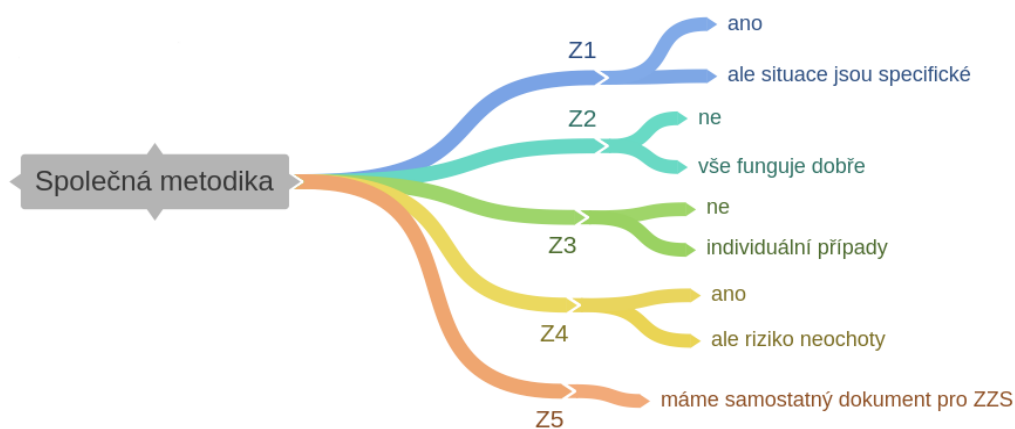 Společná metodika
Z1
ano
ale situace jsou specifické
Z2
ne
vše funguje dobře
Z3
ne
individuální případy
Z4
ano
ale riziko neochoty
Z5
máme samostatný dokument pro ZZS